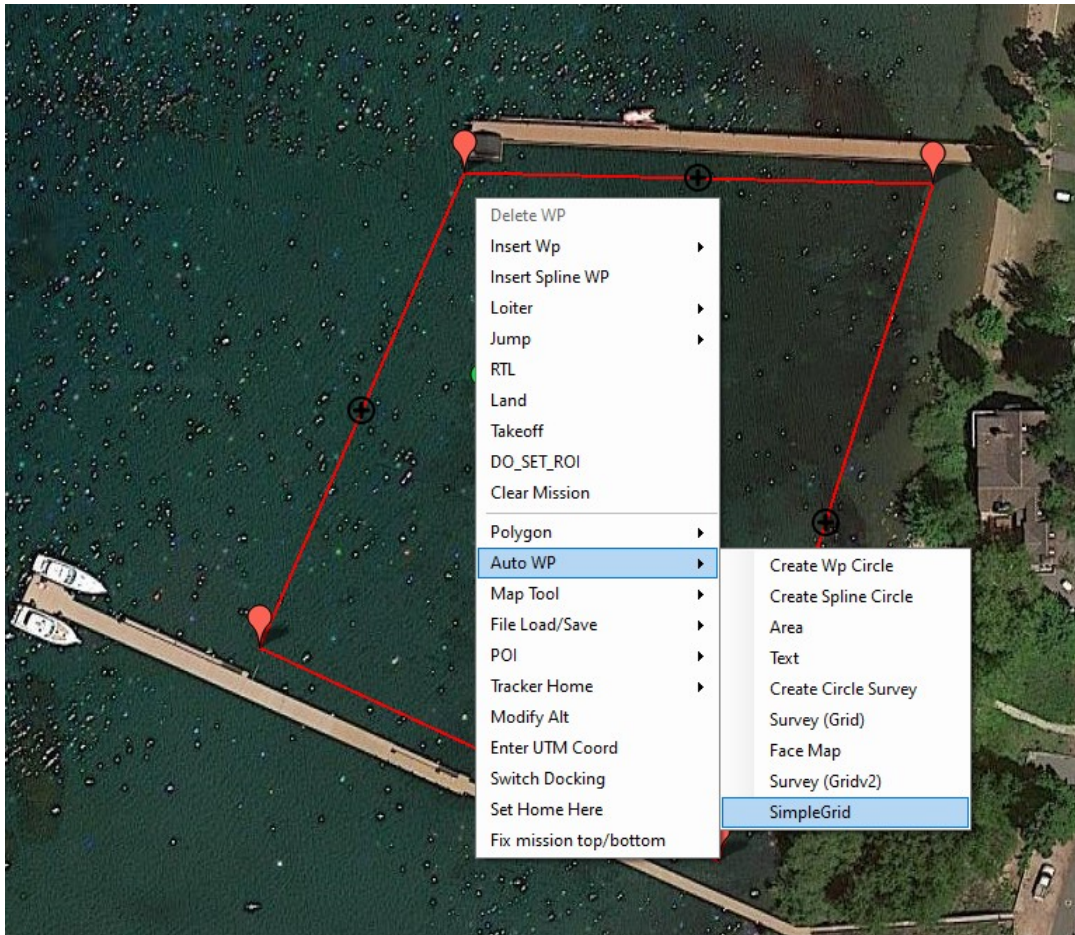 Delete WP
Insert Wp
Insert Spline WP
Loiter
Jump
RTL
Land
Takeoff
DO_SET_ROI
Clear Mission
Polygon
Auto WP
Map Tool
File Load/Save
POI
Tracker Home
Modify Alt
Enter UTM Coord
Switch Docking
Set Home Here
Fix mission top/bottom
Create Wp Circle
Create Spline Circle
Area
Text
Create Circle Survey
Survey (Grid)
Face Map
Survey (Gridv2)
SimpleGrid